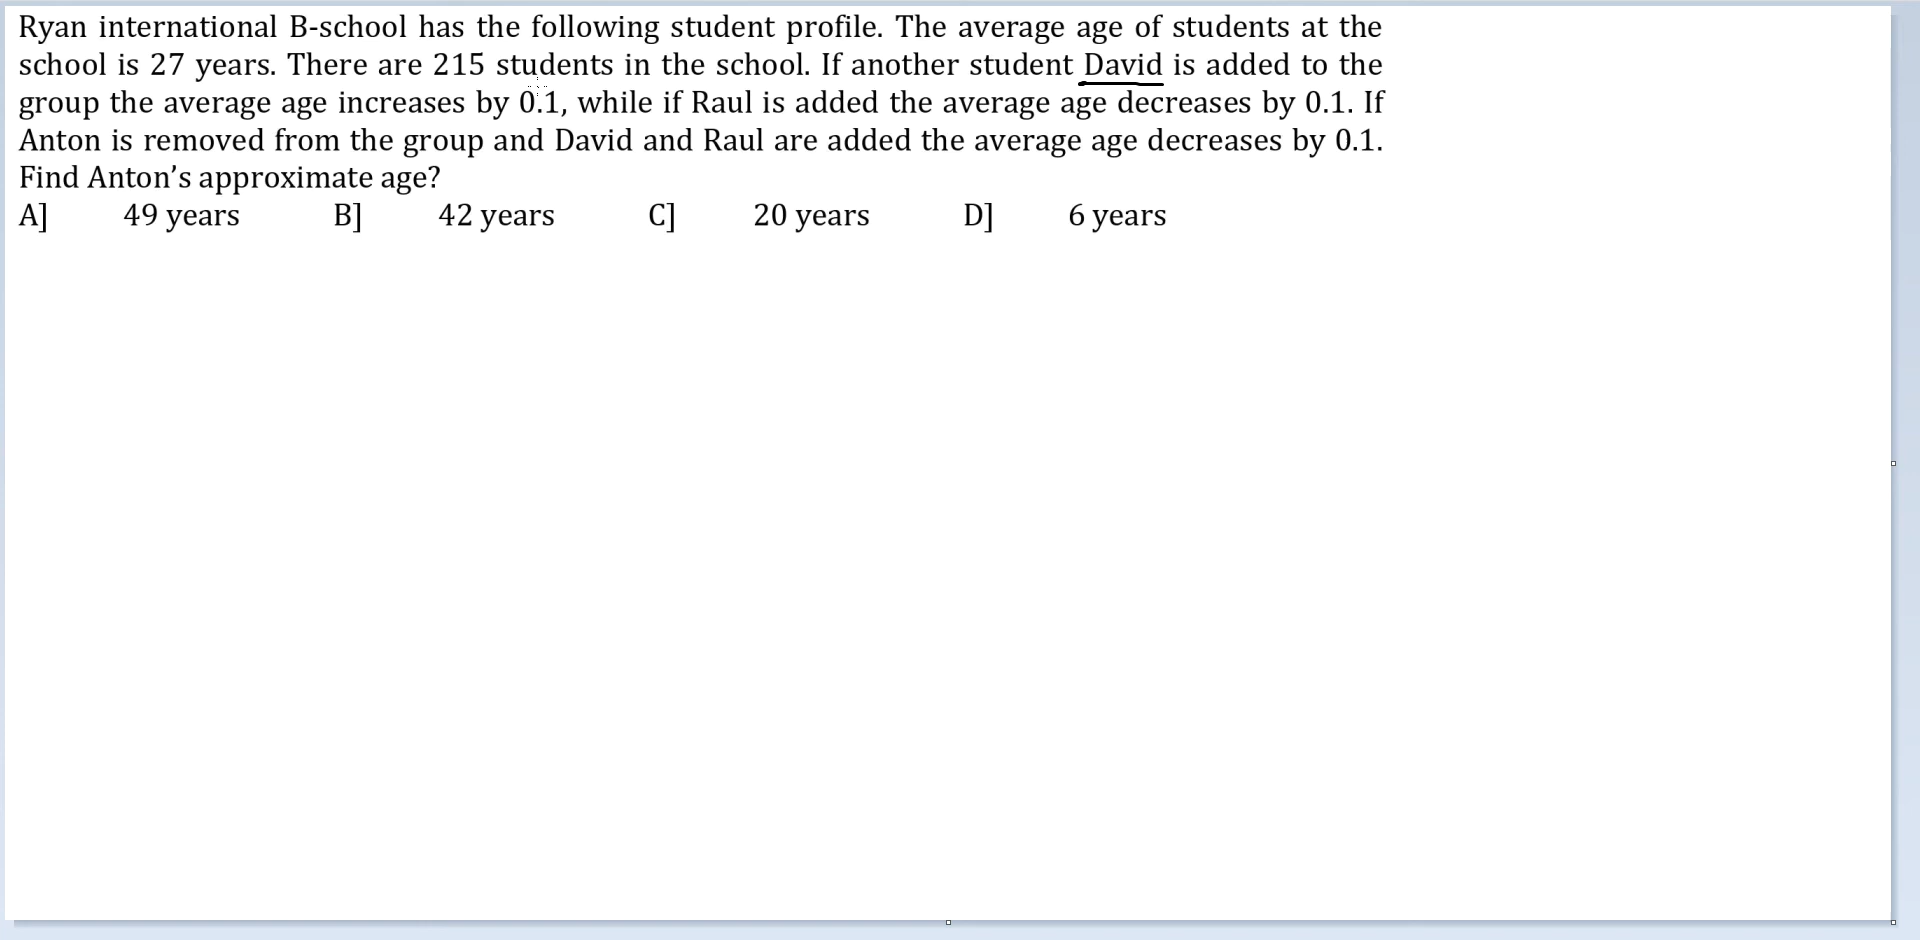 Ryan international B-school has the following student profile. The average age of students at the
school is 27 years. There are 215 students in the school. If another student David is added to the
group the average age increases by 0.1, while if Raul is added the average age decreases by 0.1. If
Anton is removed from the group and David and Raul are added the average age decreases by 0.1.
Find Anton’s approximate age?
A] 49 years B] 42 years C] 20 years D] 6 years